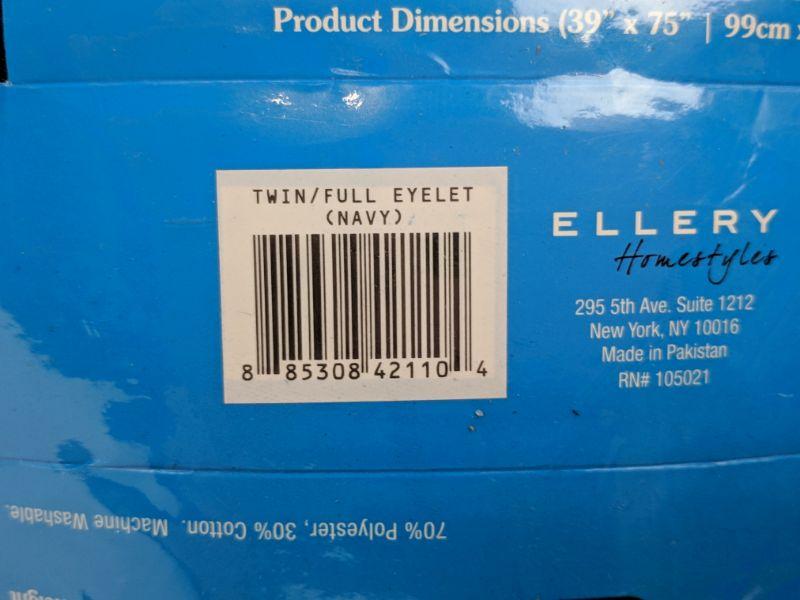 Product Dimensions (39" x 75" | 99cm x
TWIN/FULL EYELET
(NAVY)
8 85308 42110 4
ELLERY
Homestyles
295 5th Ave. Suite 1212
New York, NY 10016
Made in Pakistan
RN# 105021
70% Polyester, 30% Cotton. Machine Washable.